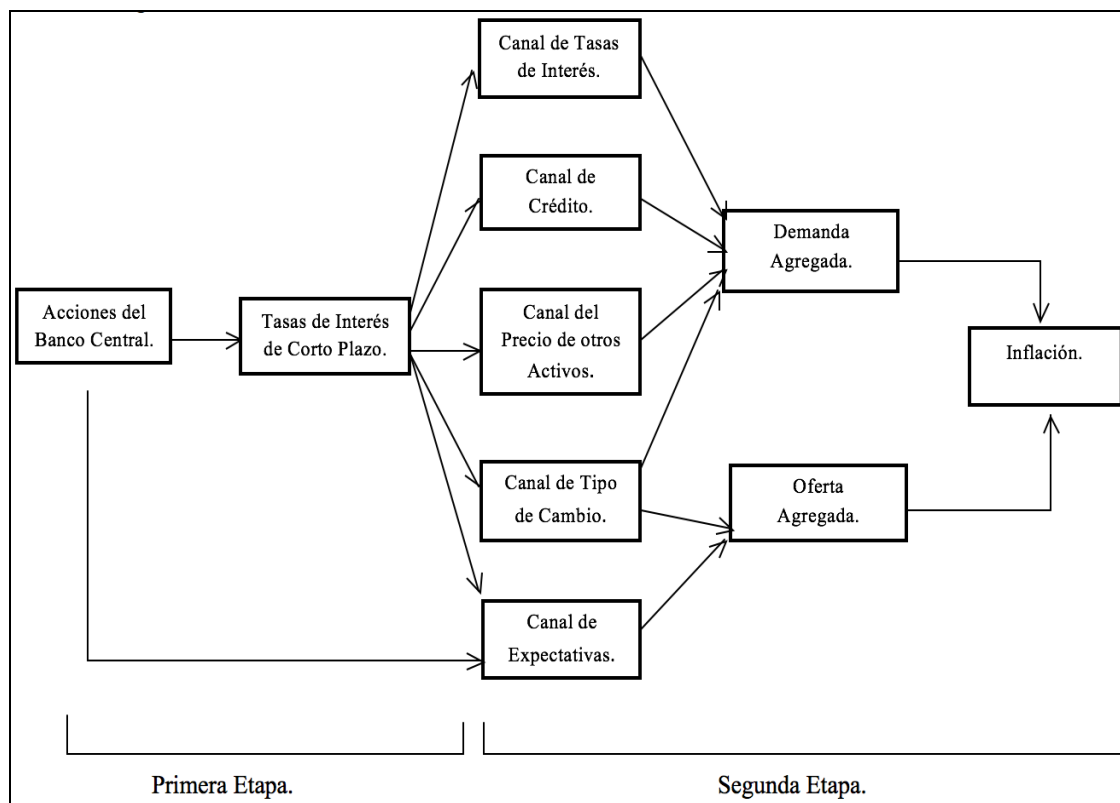 Canal de Tasas
de Interés.
Canal de
Crédito.
Demanda
Agregada.
Acciones del
Banco Central.
Tasas de Interés
de Corto Plazo.
Canal del
Precio de otros
Activos.
Inflación.
Canal de Tipo
de Cambio.
Oferta
Agregada.
Canal de
Expectativas.
Primera Etapa.
Segunda Etapa.